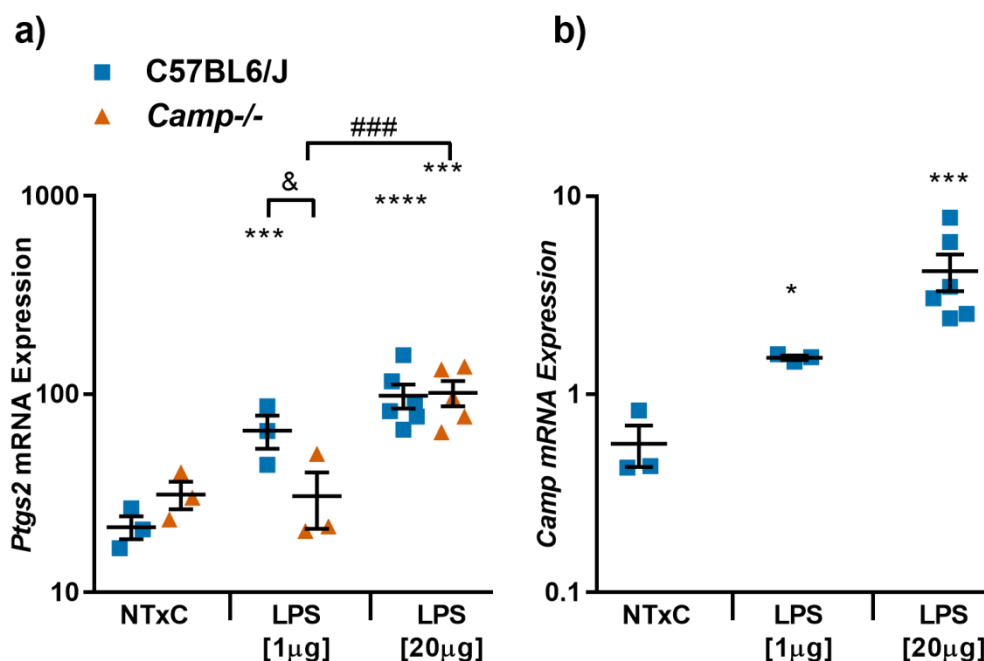 a)
C57BL6/J
Camp-/-
###
***
&
****
***
1000
100
10
Ptgs2 mRNA Expression
NTxC
LPS
[1µg]
LPS
[20µg]
b)
***
*
10
1
0.1
Camp mRNA Expression
NTxC
LPS
[1µg]
LPS
[20µg]